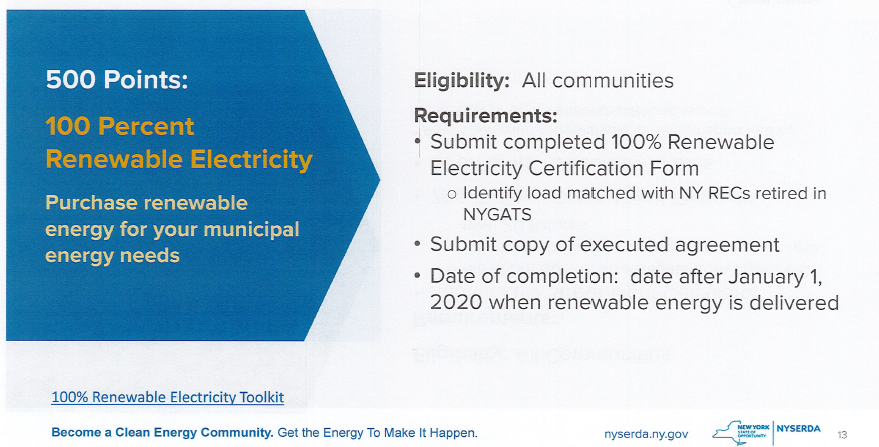 500 Points:
100 Percent
Renewable Electricity
Purchase renewable
energy for your municipal
energy needs
Eligibility: All communities
Requirements:
• Submit completed 100% Renewable
Electricity Certification Form
o Identify load matched with NY RECs retired in
NYGATS
• Submit copy of executed agreement
• Date of completion: date after January 1,
2020 when renewable energy is delivered
100% Renewable Electricity Toolkit
Become a Clean Energy Community. Get the Energy To Make It Happen.
nyserda.ny.gov
NEW YORK
STATE OF
OPPORTUNITY.
NYSERDA
13